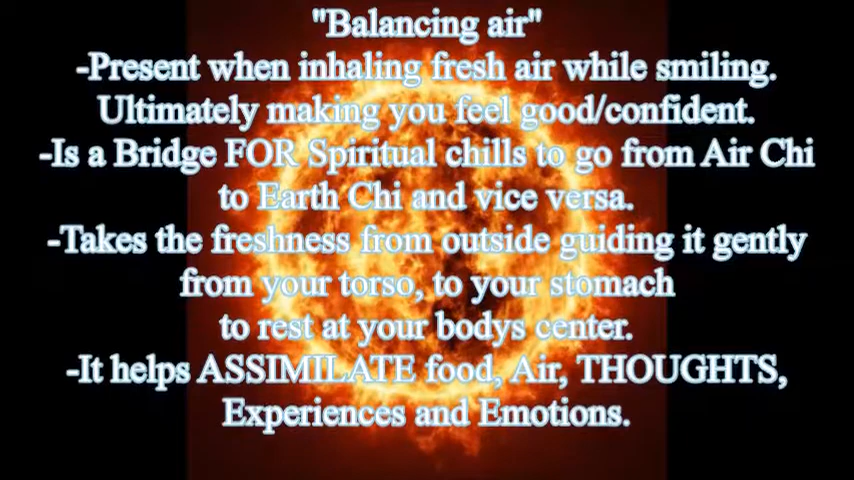 "Balancing air"
-Present when inhaling fresh air while smiling.
Ultimately making you feel good/confident.
-Is a Bridge FOR Spiritual chills to go from Air Chi
to Earth Chi and vice versa.
-Takes the freshness from outside guiding it gently
from your torso, to your stomach
to rest at your bodys center.
-It helps ASSIMILATE food, Air, THOUGHTS,
Experiences and Emotions.